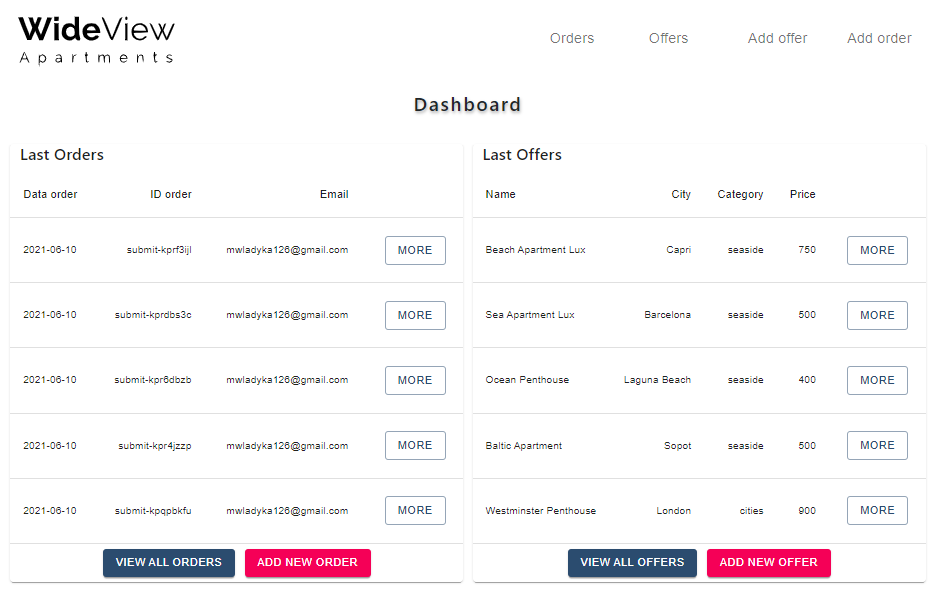 WideView
Apartments
Orders Offers Add offer Add order
Dashboard
Last Orders
Data order ID order Email
2021-06-10 submit-kprf3ijl mwladyka126@gmail.com MORE
2021-06-10 submit-kprdbs3c mwladyka126@gmail.com MORE
2021-06-10 submit-kpr6dbzb mwladyka126@gmail.com MORE
2021-06-10 submit-kpr4jzzp mwladyka126@gmail.com MORE
2021-06-10 submit-kpqpbkfu mwladyka126@gmail.com MORE
VIEW ALL ORDERS ADD NEW ORDER
Last Offers
Name City Category Price
Beach Apartment Lux Capri seaside 750 MORE
Sea Apartment Lux Barcelona seaside 500 MORE
Ocean Penthouse Laguna Beach seaside 400 MORE
Baltic Apartment Sopot seaside 500 MORE
Westminster Penthouse London cities 900 MORE
VIEW ALL OFFERS ADD NEW OFFER